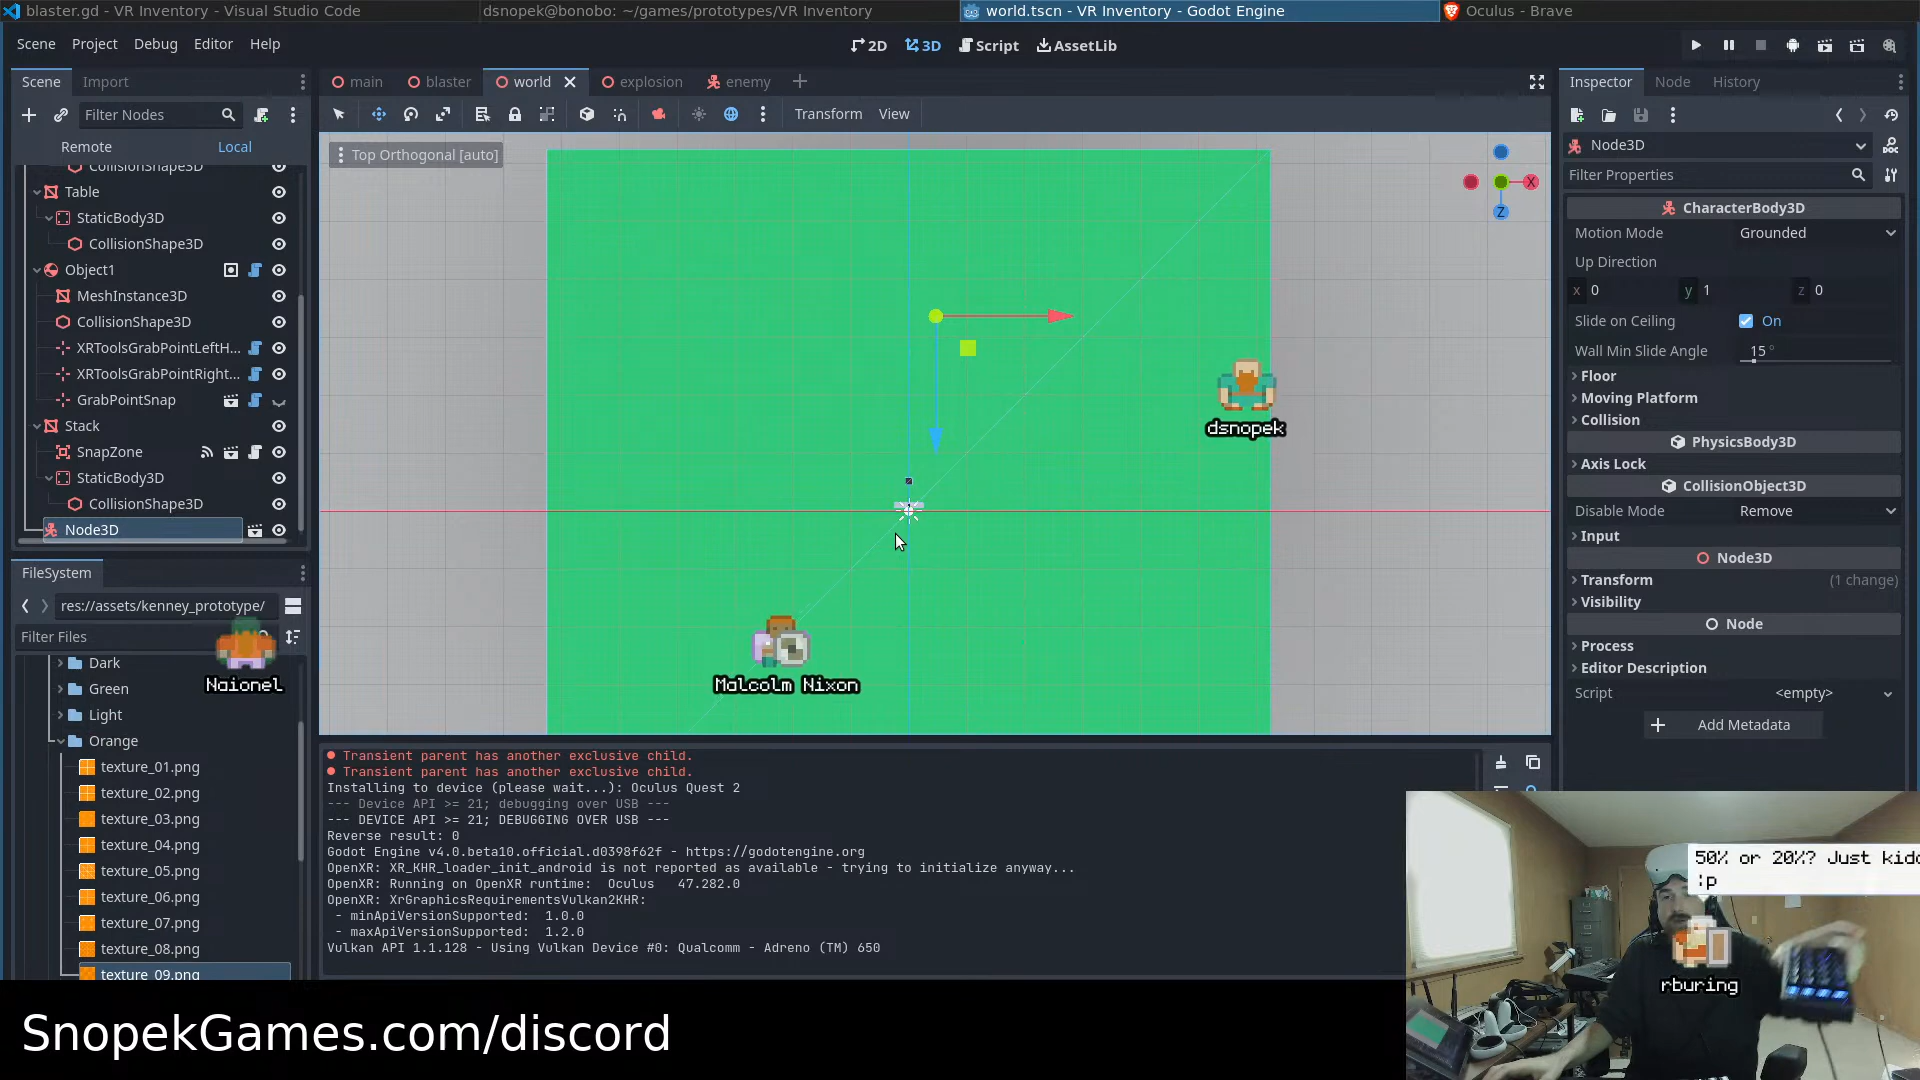 blaster.gd - VR Inventory - Visual Studio Code
dsnopek@bonobo: ~/games/prototypes/VR Inventory
world.tscn - VR Inventory - Godot Engine
Oculus - Brave
Scene Project Debug Editor Help
2D 3D Script AssetLib
Scene Import
main blaster world explosion enemy
Inspector Node History
Filter Nodes
Transform View
Remote Local
Top Orthogonal [auto]
X
Z
CollisionShape3D
Table
StaticBody3D
CollisionShape3D
Object1
MeshInstance3D
CollisionShape3D
XRToolsGrabPointLeftH...
XRToolsGrabPointRight...
GrabPointSnap
Stack
SnapZone
StaticBody3D
CollisionShape3D
Node3D
FileSystem
res://assets/kenney_prototype/
Filter Files
Dark
Green
Light
Orange
texture_01.png
texture_02.png
texture_03.png
texture_04.png
texture_05.png
texture_06.png
texture_07.png
texture_08.png
texture_09.png
Naionel
dsnopek
Malcolm Nixon
Transient parent has another exclusive child.
Transient parent has another exclusive child.
Installing to device (please wait...): Oculus Quest 2
--- Device API >= 21; debugging over USB ---
--- DEVICE API >= 21; DEBUGGING OVER USB ---
Reverse result: 0
Godot Engine v4.0.beta10.official.d0398f62f - https://godotengine.org
OpenXR: XR_KHR_loader_init_android is not reported as available - trying to initialize anyway...
OpenXR: Running on OpenXR runtime:  Oculus   47.282.0
OpenXR: XrGraphicsRequirementsVulkan2KHR:
- minApiVersionSupported:  1.0.0
- maxApiVersionSupported:  1.2.0
Vulkan API 1.1.128 - Using Vulkan Device #0: Qualcomm - Adreno (TM) 650
Node3D
Filter Properties
CharacterBody3D
Motion Mode Grounded
Up Direction
x 0 y 1 z 0
Slide on Ceiling On
Wall Min Slide Angle 15 °
Floor
Moving Platform
Collision
PhysicsBody3D
Axis Lock
CollisionObject3D
Disable Mode Remove
Input
Node3D
Transform (1 change)
Visibility
Node
Process
Editor Description
Script <empty>
Add Metadata
50% or 20%? Just kidd
:p
rburing
SnopekGames.com/discord